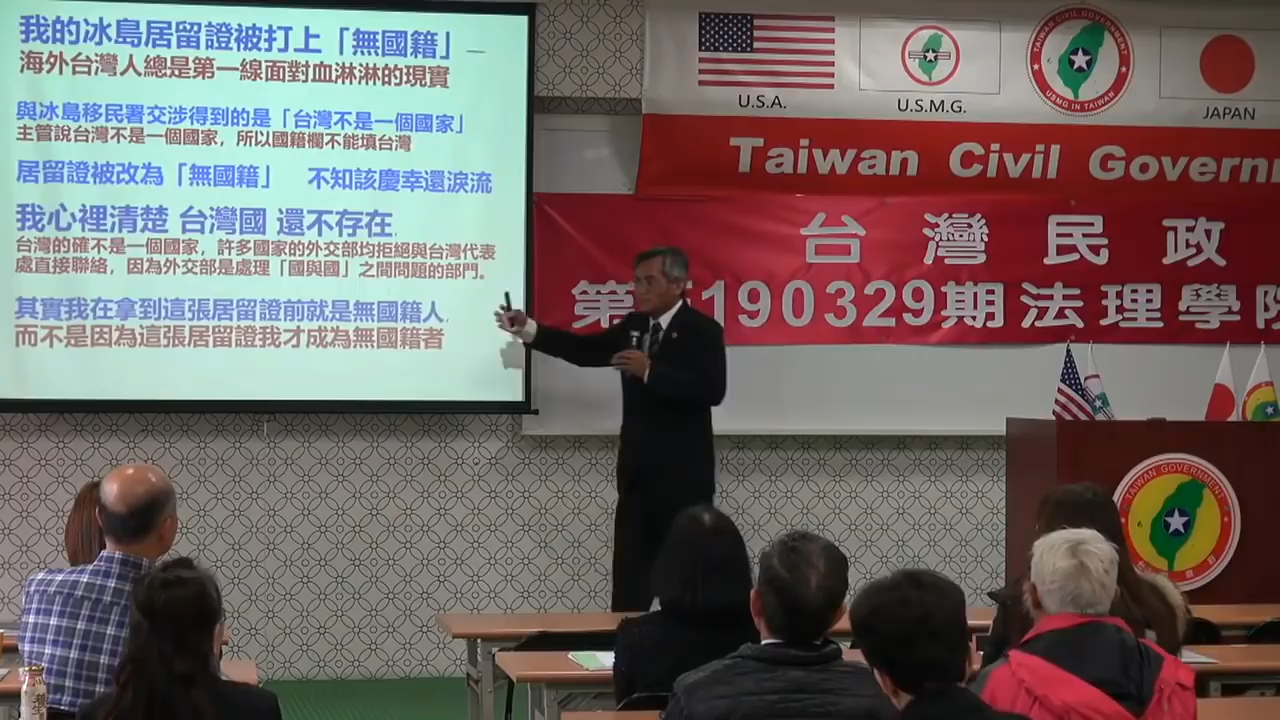 我的冰島居留證被打上「無國籍」—
海外台灣人總是第一線面對血淋淋的現實
與冰島移民署交涉得到的是「台灣不是一個國家」
主管說台灣不是一個國家，所以國籍欄不能填台灣
居留證被改為「無國籍」 不知該慶幸還淚流
我心裡清楚 台灣國 還不存在,
台灣的確不是一個國家，許多國家的外交部均拒絕與台灣代表
處直接聯絡，因為外交部是處理「國與國」之間問題的部門。
其實我在拿到這張居留證前就是無國籍人,
而不是因為這張居留證我才成為無國籍者
U.S.A.
U.S.M.G.
TAIWAN CIVIL GOVERNMENT
USMG IN TAIWAN
JAPAN
Taiwan Civil Governm
台灣民政
第 190329期法理學院
TAIWAN GOVERNMENT